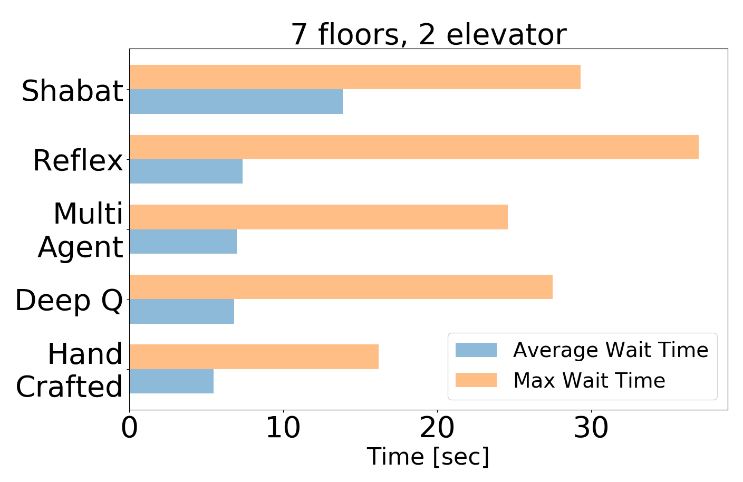 7 floors, 2 elevator
Shabat
Reflex
Multi
Agent
Deep Q
Hand
Crafted
Average Wait Time
Max Wait Time
0 10 20 30
Time [sec]